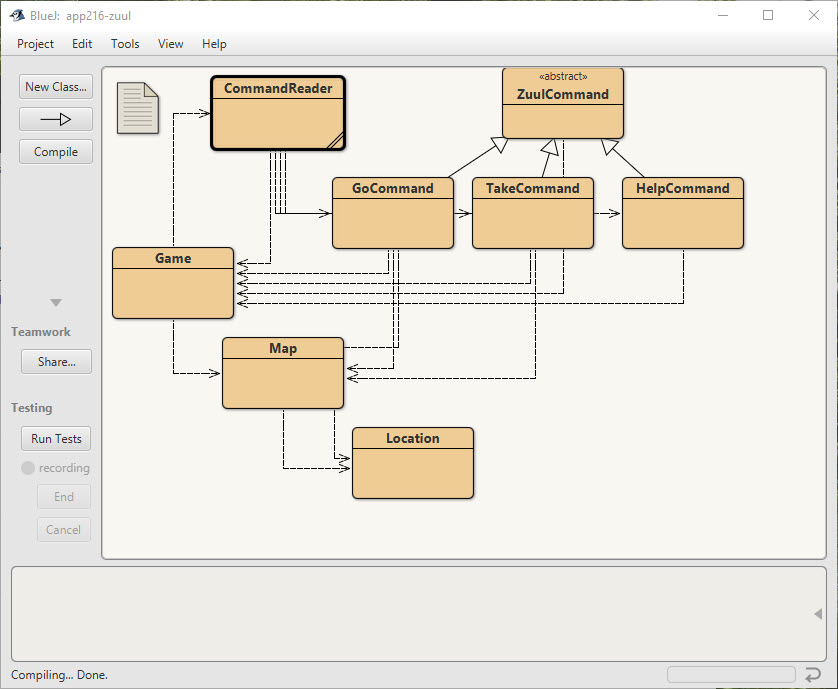 BlueJ: app216-zuul
Project Edit Tools View Help
New Class...
Compile
Teamwork
Share...
Testing
Run Tests
recording
End
Cancel
CommandReader
«abstract»
ZuulCommand
GoCommand
TakeCommand
HelpCommand
Game
Map
Location
Compiling... Done.